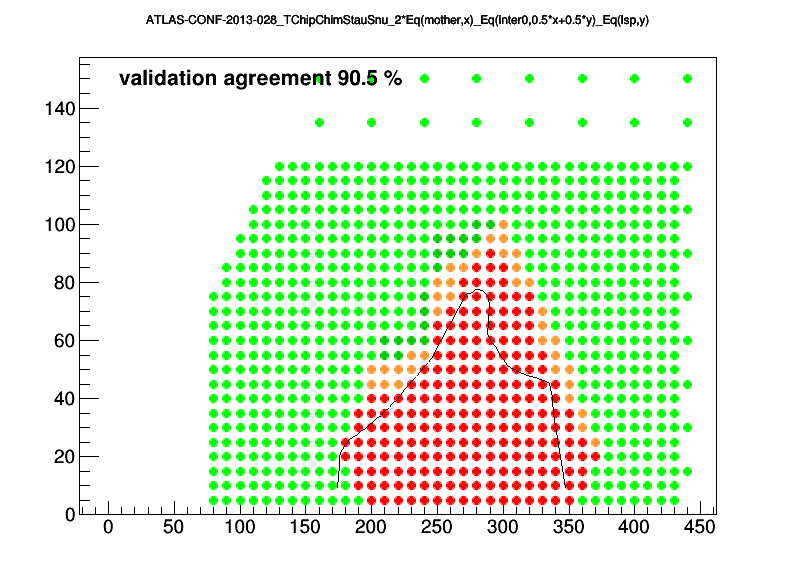 ATLAS-CONF-2013-028_TChipChimStauSnu_2*Eq(mother,x)_Eq(inter0,0.5*x+0.5*y)_Eq(lsp,y)
validation agreement 90.5 %
140
120
100
80
60
40
20
0
0 50 100 150 200 250 300 350 400 450